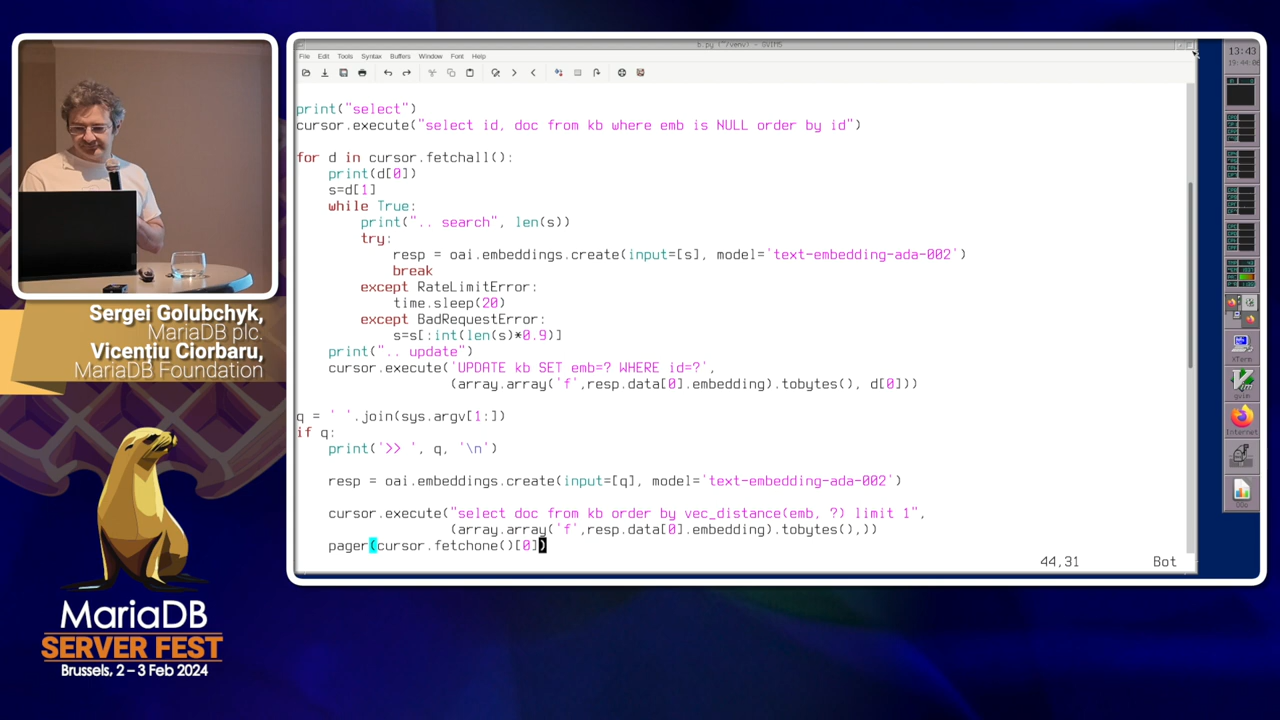 b.py (~/venv) - GVIM5
File Edit Tools Syntax Buffers Window Font Help
print("select")
cursor.execute("select id, doc from kb where emb is NULL order by id")
for d in cursor.fetchall():
print(d[0])
s=d[1]
while True:
print(".. search", len(s))
try:
resp = oai.embeddings.create(input=[s], model='text-embedding-ada-002')
break
except RateLimitError:
time.sleep(20)
except BadRequestError:
s=s[:int(len(s)*0.9)]
print(".. update")
cursor.execute('UPDATE kb SET emb=? WHERE id=?',
(array.array('f',resp.data[0].embedding).tobytes(), d[0]))
q = ' '.join(sys.argv[1:])
if q:
print('>> ', q, '\n')
resp = oai.embeddings.create(input=[q], model='text-embedding-ada-002')
cursor.execute("select doc from kb order by vec_distance(emb, ?) limit 1",
(array.array('f',resp.data[0].embedding).tobytes(),))
pager(cursor.fetchone()[0])
44,31 Bot
13:43
XTerm
gvim
Internet
Sergei Golubchyk,
MariaDB plc.
Vicențiu Ciorbaru,
MariaDB Foundation
MariaDB
SERVER FEST
Brussels, 2 – 3 Feb 2024